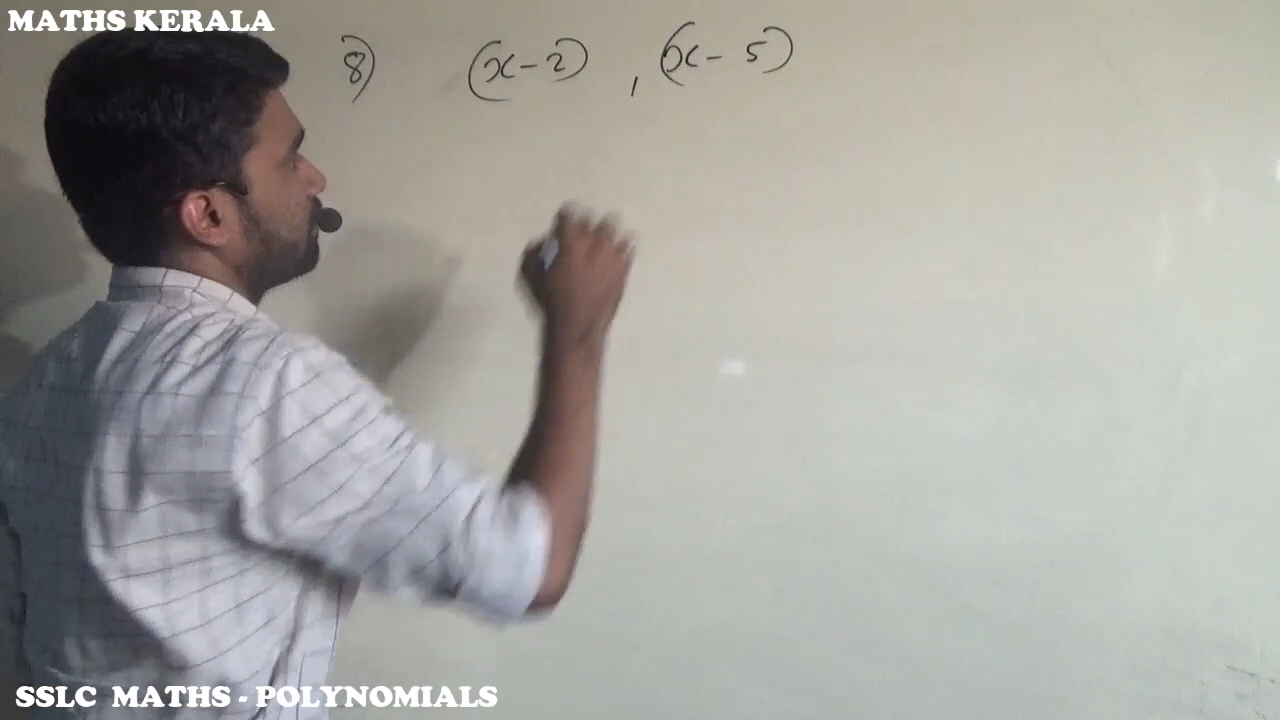 MATHS KERALA
8) (x-2) , (x-5)
SSLC MATHS - POLYNOMIALS